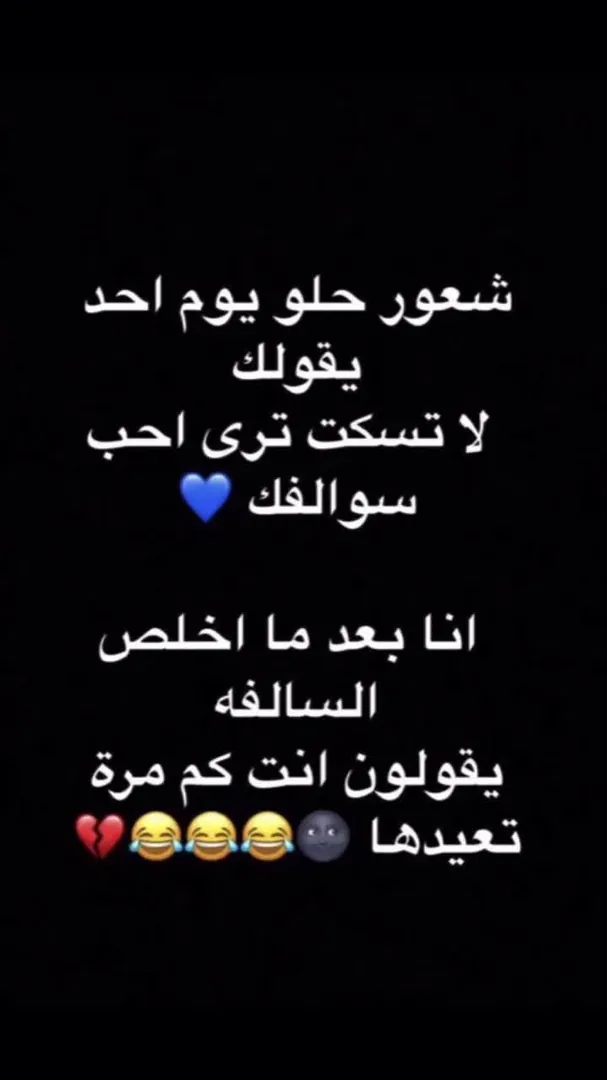 شعور حلو يوم احد
يقولك
لا تسكت ترى احب
سوالفك 💙
انا بعد ما اخلص
السالفه
يقولون انت كم مرة
تعيدها 🌚😂😂😂💔